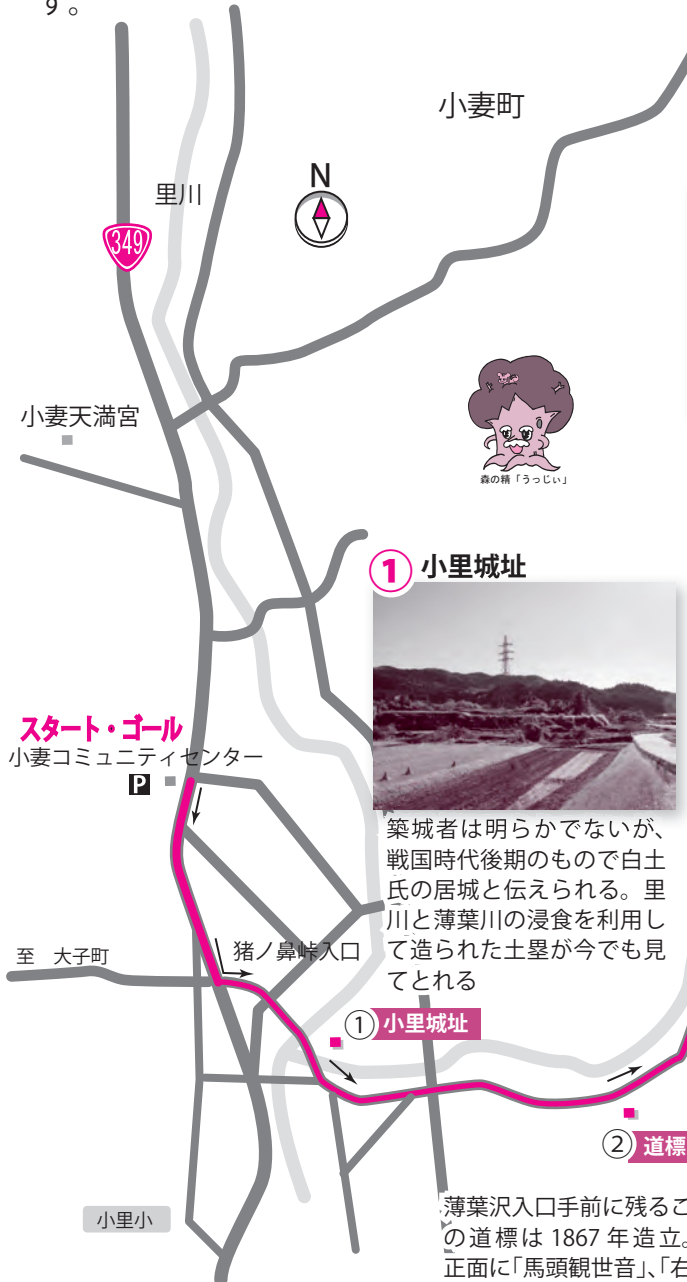 す。
小妻町
N
里川
349
小妻天満宮
森の精「うっじぃ」
① 小里城址
スタート・ゴール
小妻コミュニティセンター
P
築城者は明らかでないが、
戦国時代後期のもので白土
氏の居城と伝えられる。里
川と薄葉川の浸食を利用し
て造られた土塁が今でも見
てとれる
至 大子町
猪ノ鼻峠入口
① 小里城址
② 道標
小里小
薄葉沢入口手前に残るこ
の道標は 1867 年造立。
正面に「馬頭観世音」、「右